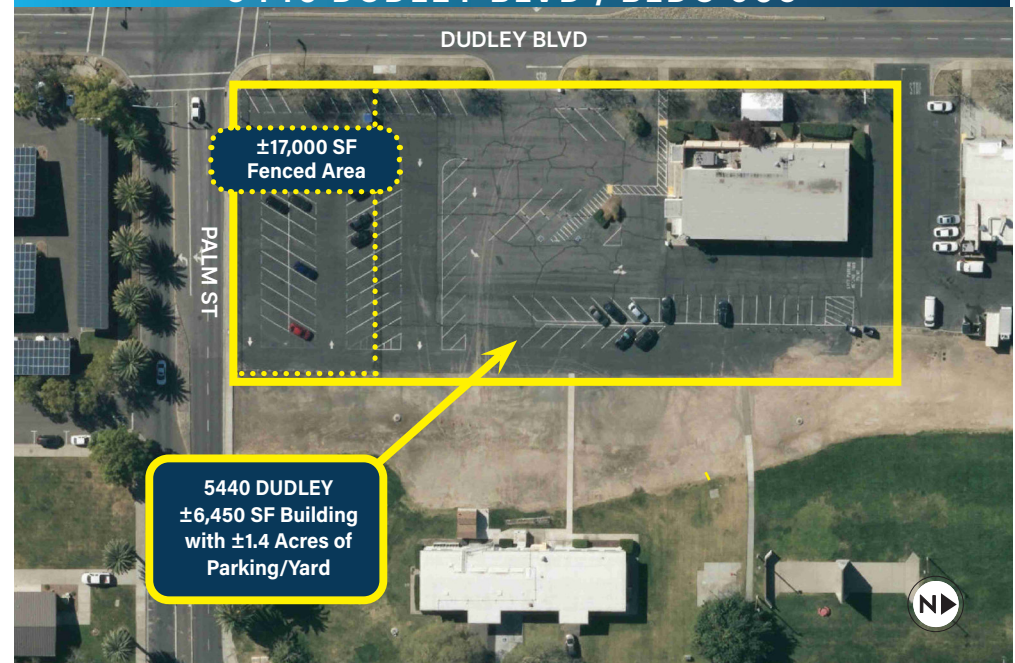 DUDLEY BLVD
±17,000 SF
Fenced Area
PALM ST
5440 DUDLEY
±6,450 SF Building
with ±1.4 Acres of
Parking/Yard
N